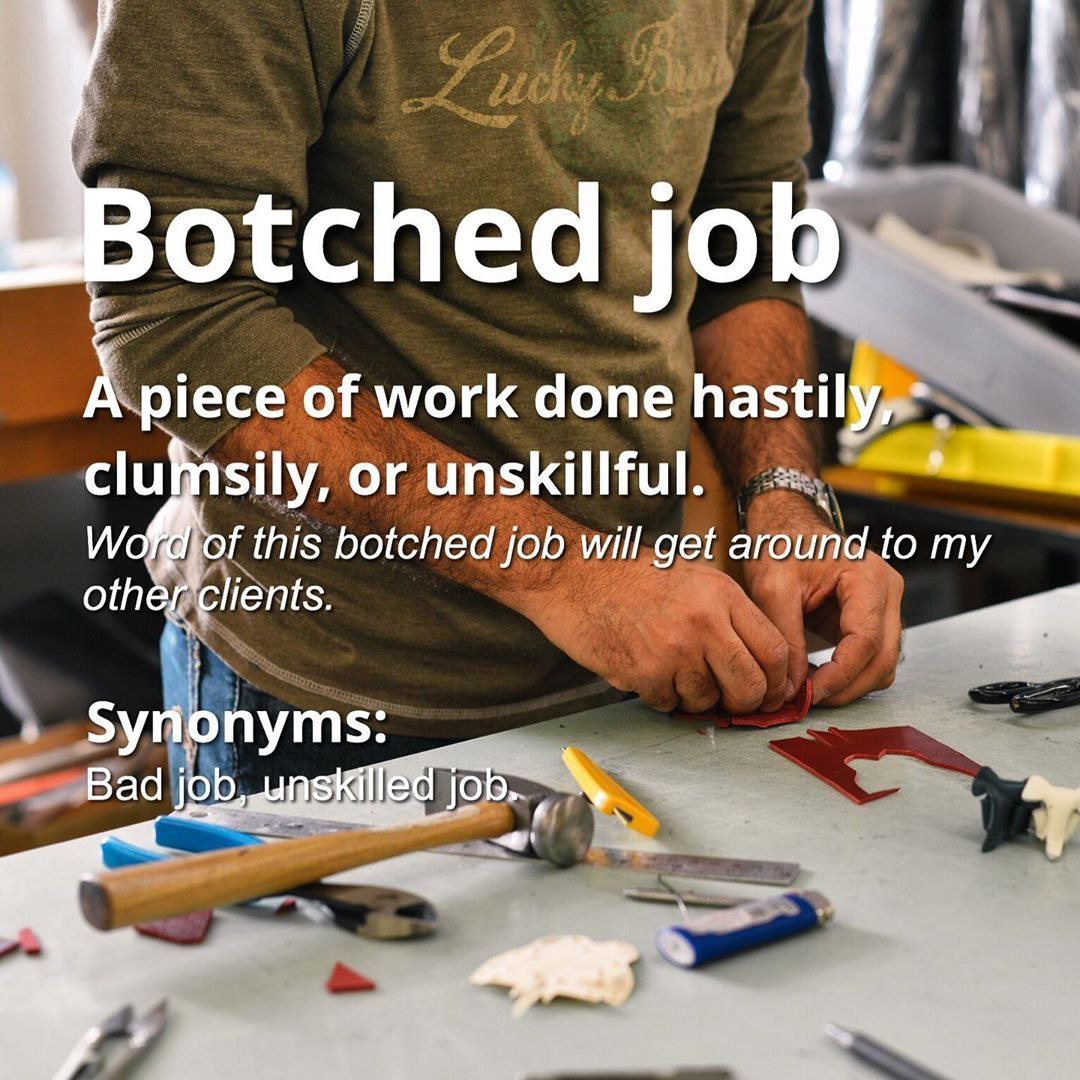 Lucky
Botched job
A piece of work done hastily,
clumsily, or unskillful.
Word of this botched job will get around to my
other clients.
Synonyms:
Bad job, unskilled job.